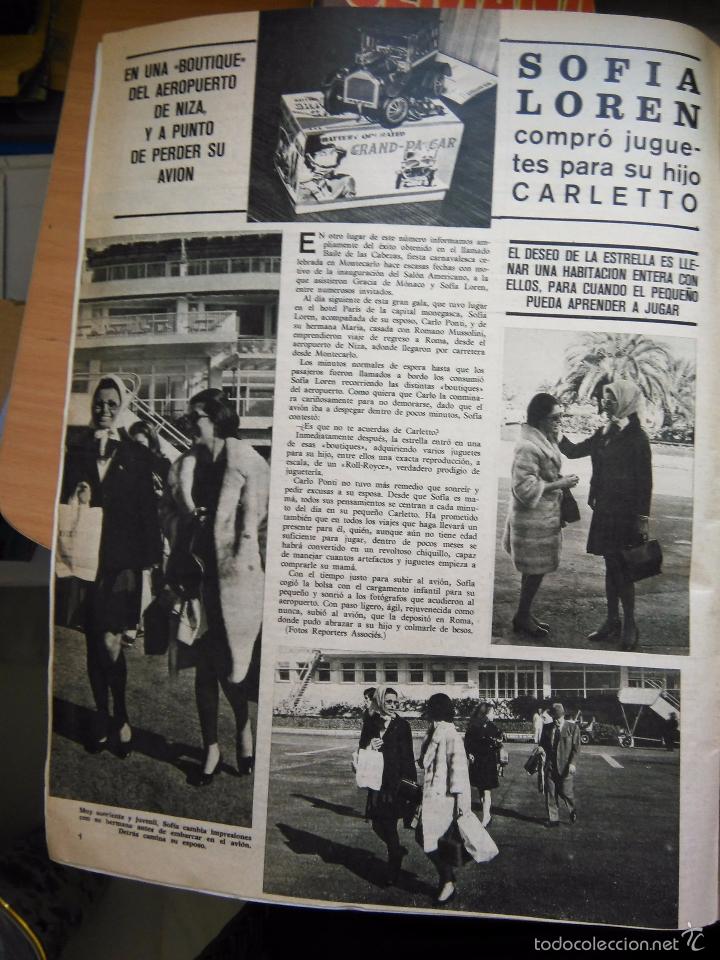 EN UNA «BOUTIQUE»
DEL AEROPUERTO
DE NIZA,
Y A PUNTO
DE PERDER SU
AVION
BATTERY OPERATED
GRAND-PA CAR
SOFIA
LOREN
compró jugue-
tes para su hijo
CARLETTO
EL DESEO DE LA ESTRELLA ES LLE-
NAR UNA HABITACION ENTERA CON
ELLOS, PARA CUANDO EL PEQUEÑO
PUEDA APRENDER A JUGAR
EN otro lugar de este número informamos am-
pliamente del éxito obtenido en el llamado
Baile de las Cabezas, fiesta carnavalesca ce-
lebrada en Montecarlo hace escasas fechas con mo-
tivo de la inauguración del Salón Americano, a la
que asistieron Gracia de Mónaco y Sofía Loren,
entre numerosos invitados.
Al día siguiente de esta gran gala, que tuvo lugar
en el hotel París de la capital monegasca, Sofía
Loren, acompañada de su esposo, Carlo Ponti, y de
su hermana María, casada con Romano Mussolini,
emprendieron viaje de regreso a Roma, desde el
aeropuerto de Niza, adonde llegaron por carretera
desde Montecarlo.
Los minutos normales de espera hasta que los
pasajeros fueron llamados a bordo los consumió
Sofía Loren recorriendo las distintas «boutiques»
del aeropuerto. Como quiera que Carlo la conmina-
ra cariñosamente para no demorarse, dado que el
avión iba a despegar dentro de pocos minutos, Sofía
contestó:
—¿Es que no te acuerdas de Carletto?
Inmediatamente después, la estrella entró en una
de esas «boutiques», adquiriendo varios juguetes
para su hijo, entre ellos una exacta reproducción, a
escala, de un «Roll-Royce», verdadero prodigio de
juguetería.
Carlo Ponti no tuvo más remedio que sonreír y
pedir excusas a su esposa. Desde que Sofía es ma-
má, todos sus pensamientos se centran a cada minu-
to del día en su pequeño Carletto. Ha prometido
también que en todos los viajes que haga llevará un
presente para él, quién, aunque aún no tiene edad
suficiente para jugar, dentro de pocos meses se
habrá convertido en un revoltoso chiquillo, capaz
de manejar cuantos artefactos y juguetes empieza a
comprarle su mamá.
Con el tiempo justo para subir al avión, Sofía
cogió la bolsa con el cargamento infantil para su
pequeño y sonrió a los fotógrafos que acudieron al
aeropuerto. Con paso ligero, ágil, rejuvenecida como
nunca, subió al avión, que la depositó en Roma,
donde pudo abrazar a su hijo y colmarle de besos.
(Fotos Reporters Associés.)
Muy sonriente y juvenil, Sofía cambia impresiones
con su hermana antes de embarcar en el avión.
Detrás camina su esposo.
4
todocoleccion.net